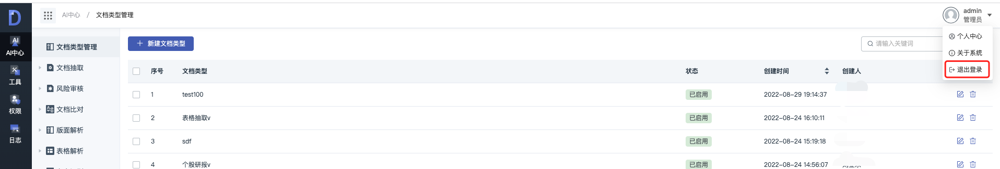 AI中心 / 文档类型管理
admin
管理员
个人中心
关于系统
退出登录
AI
AI中心
工具
权限
日志
文档类型管理
文档抽取
风险审核
文档比对
版面解析
表格解析
新建文档类型
请输入关键词
序号 文档类型 状态 创建时间 创建人
1 test100 已启用 2022-08-29 19:14:37
2 表格抽取v 已启用 2022-08-24 16:10:11
3 sdf 已启用 2022-08-24 15:19:18
4 个股研报v 已启用 2022-08-24 14:56:07